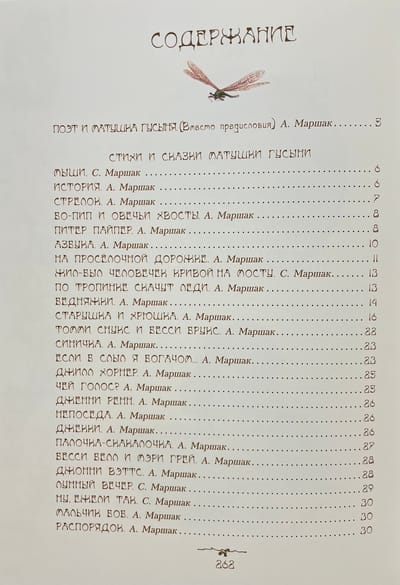 СОДЕРЖАНИЕ
ПОЭТ И МАТУШКА ГУСЫНЯ (Вместо предисловия) А. Маршак ........ 5
СТИХИ И СКАЗКИ МАТУШКИ ГУСЫНИ
МЫШИ. С. Маршак ........ 6
ИСТОРИЯ. А. Маршак ........ 6
СТРЕЛОК. А. Маршак ........ 7
БО-ПИП И ОВЕЧЬИ ХВОСТЫ. А. Маршак ........ 8
ПИТЕР ПАЙПЕР. А. Маршак ........ 8
АЗБУКА. А. Маршак ........ 10
НА ПРОСЁЛОЧНОЙ ДОРОЖКЕ. А. Маршак ........ 11
ЖИЛ-БЫЛ ЧЕЛОВЕЧЕК КРИВОЙ НА МОСТУ. С. Маршак ........ 13
ПО ТРОПИНКЕ СКАЧУТ ЛЕДИ. А. Маршак ........ 13
БЕДНЯЖКИ. А. Маршак ........ 14
СТАРУШКА И ХРЮШКА. А. Маршак ........ 16
ТОММИ СНУКС И БЕССИ БРУКС. А. Маршак ........ 22
СИНИЧКА. А. Маршак ........ 23
ЕСЛИ Б СЛЫЛ Я БОГАЧОМ... А. Маршак ........ 23
ДЖИЛЛ ХОРНЕР. А. Маршак ........ 25
ЧЕЙ ГОЛОС? А. Маршак ........ 25
ДЖЕННИ РЕНН. А. Маршак ........ 26
НЕПОСЕДА. А. Маршак ........ 26
ДЖЕККИ. А. Маршак ........ 26
ПАЛОЧКА-СКАКАЛОЧКА. А. Маршак ........ 27
БЕССИ БЕЛЛ И МЭРИ ГРЕЙ. А. Маршак ........ 28
ДЖОННИ ВЭТТС. А. Маршак ........ 28
ЛУННЫЙ ВЕЧЕР. С. Маршак ........ 29
НУ, ЕЖЕЛИ ТАК. С. Маршак ........ 30
МАЛЬЧИК БОБ. А. Маршак ........ 30
РАСПОРЯДОК. А. Маршак ........ 30
262